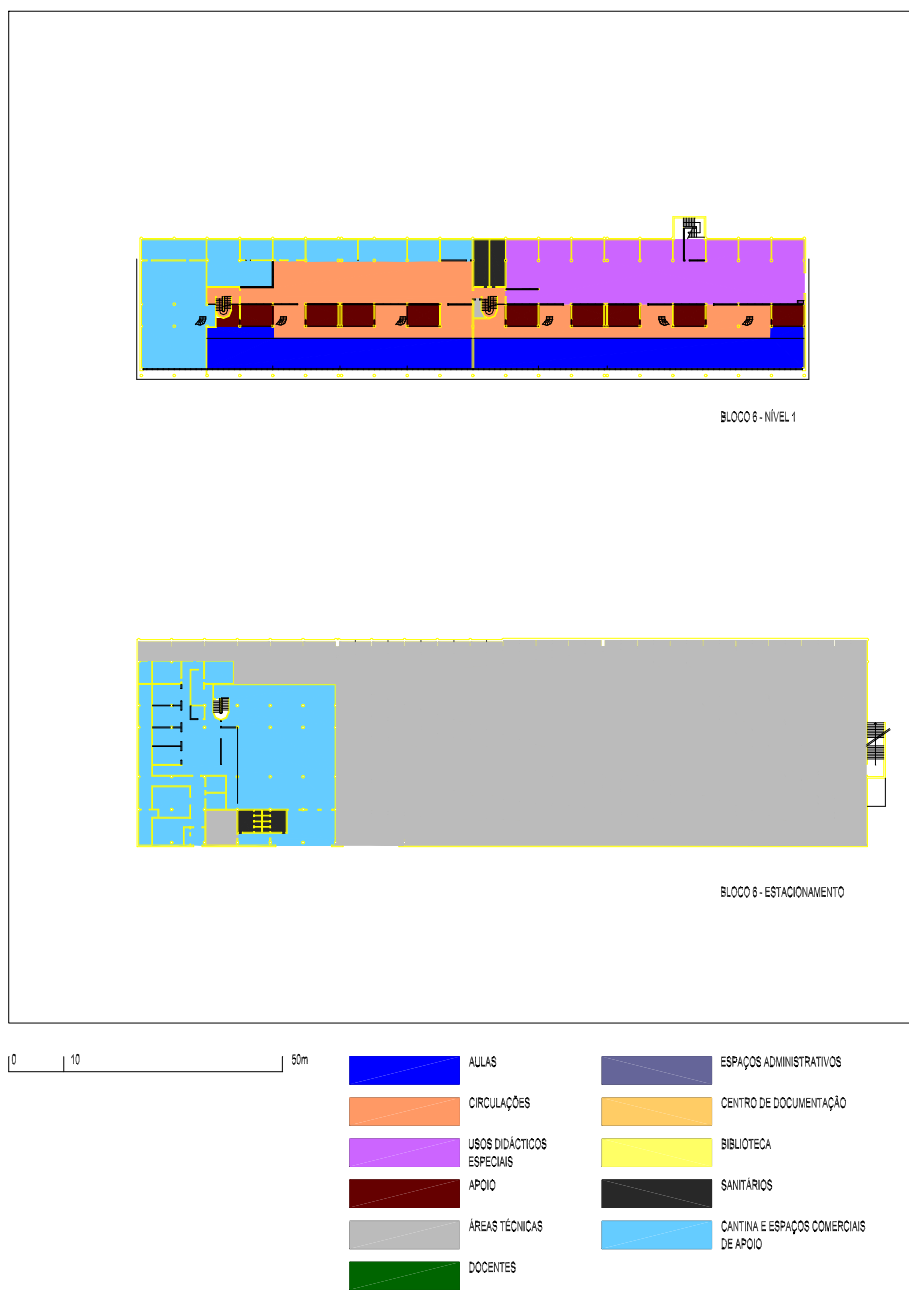 BLOCO 6 - NÍVEL 1
BLOCO 6 - ESTACIONAMENTO
0 10 50m
AULAS
CIRCULAÇÕES
USOS DIDÁCTICOS
ESPECIAIS
APOIO
ÁREAS TÉCNICAS
DOCENTES
ESPAÇOS ADMINISTRATIVOS
CENTRO DE DOCUMENTAÇÃO
BIBLIOTECA
SANITÁRIOS
CANTINA E ESPAÇOS COMERCIAIS
DE APOIO